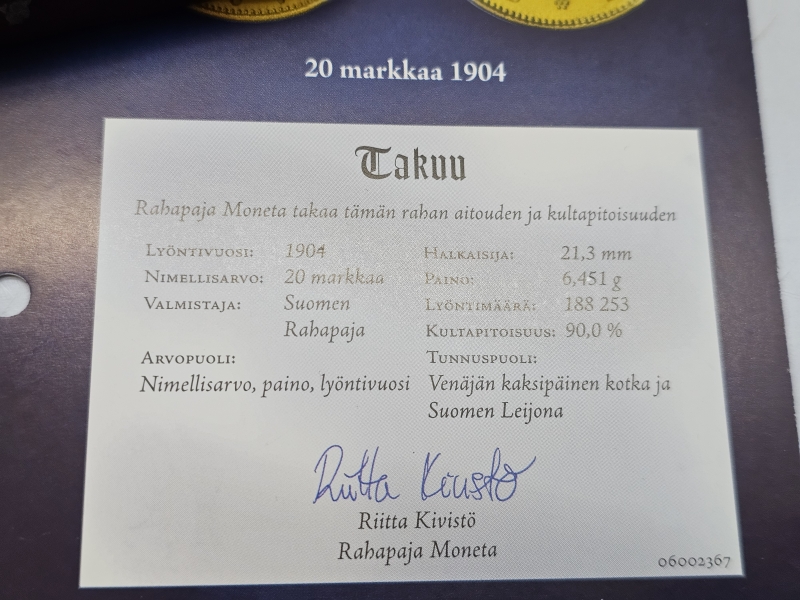 20 markkaa 1904
Takuu
Rahapaja Moneta takaa tämän rahan aitouden ja kultapitoisuuden
Lyöntivuosi: 1904
Nimellisarvo: 20 markkaa
Valmistaja: Suomen
Rahapaja
Halkaisija: 21,3 mm
Paino: 6,451 g
Lyöntimäärä: 188 253
Kultapitoisuus: 90,0 %
Arvopuoli:
Nimellisarvo, paino, lyöntivuosi
Tunnuspuoli:
Venäjän kaksipäinen kotka ja
Suomen Leijona
Riitta Kivistö
Riitta Kivistö
Rahapaja Moneta
06002367